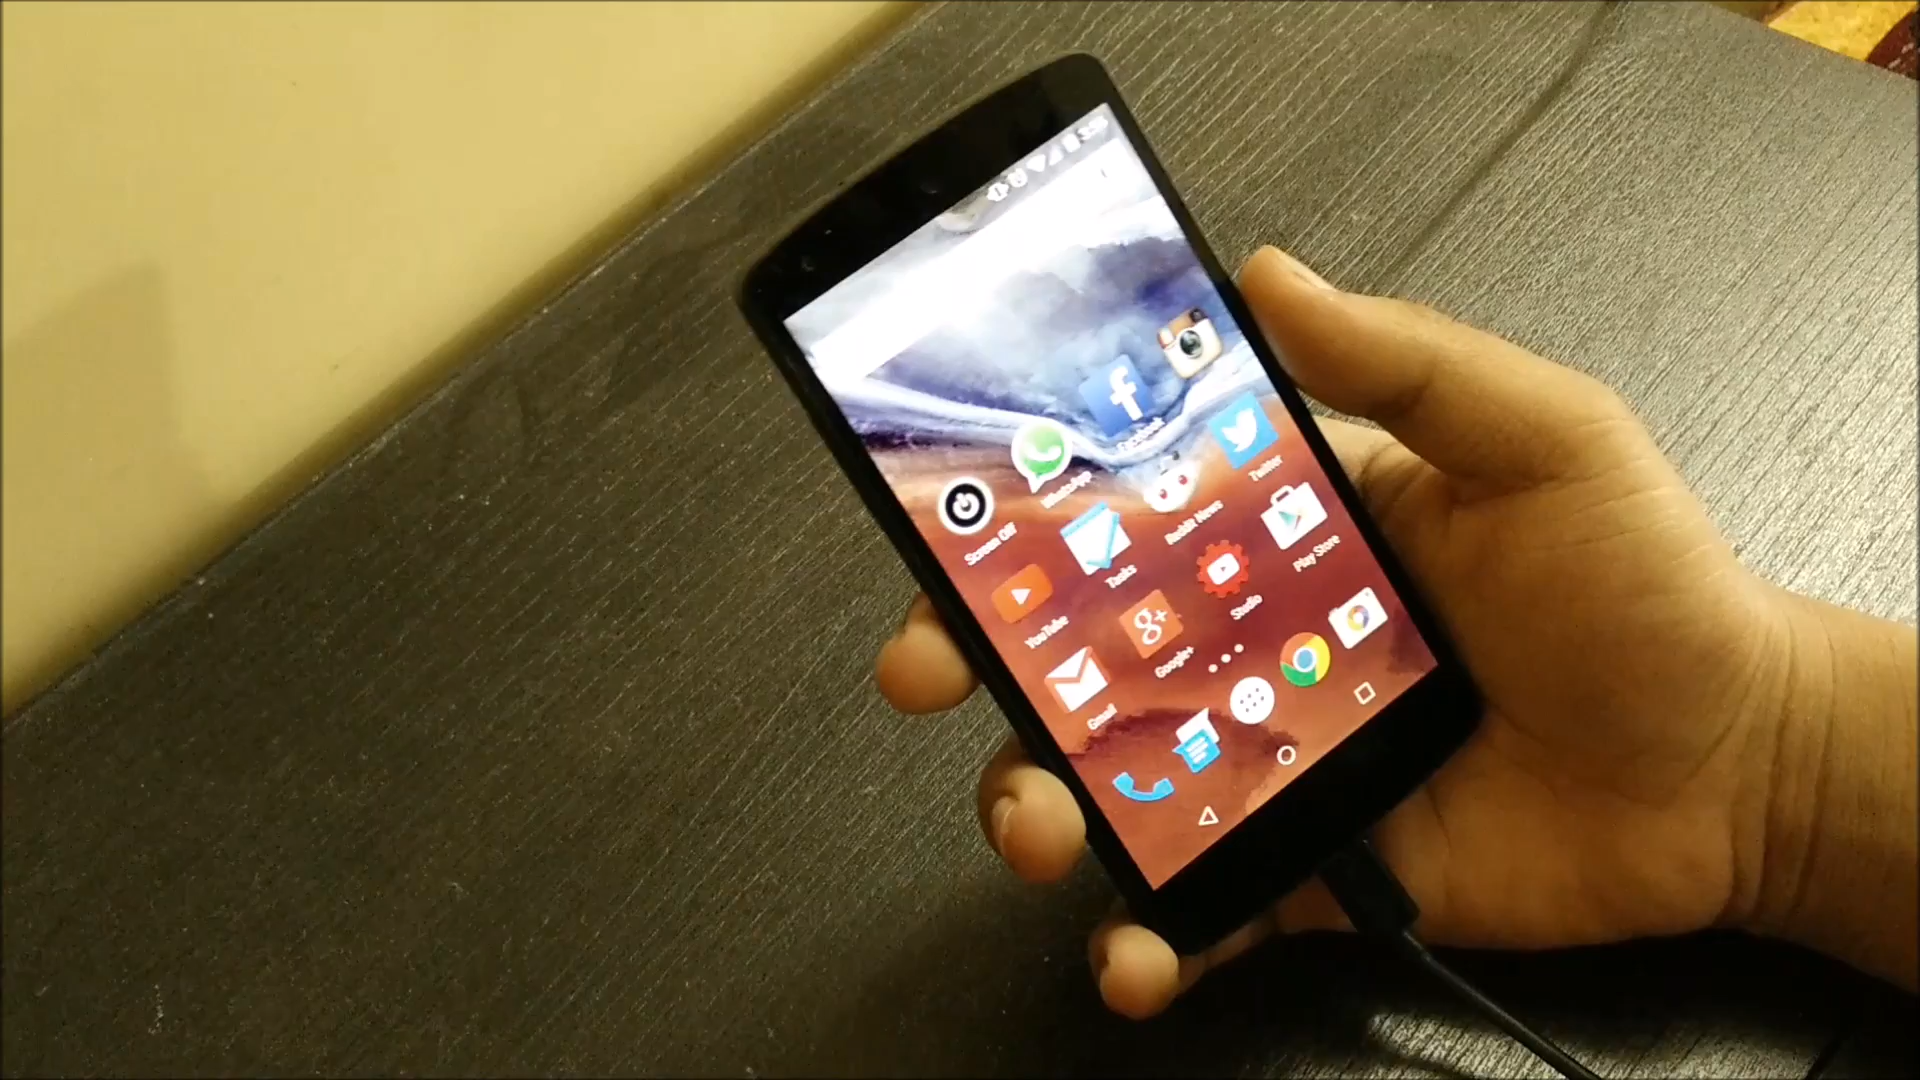 Facebook
WhatsApp
Twitter
Screen Off
Reddit News
Tasks
Play Store
YouTube
Studio
g+
Google+
Gmail